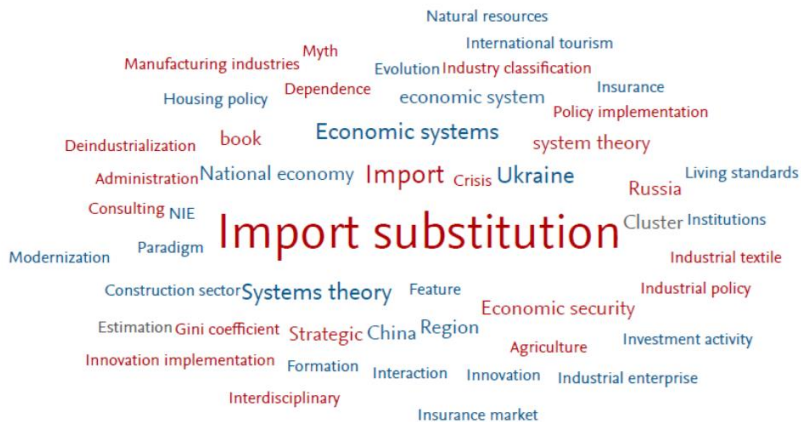 Natural resources
International tourism
Myth
Manufacturing industries
Evolution Industry classification
Dependence
Insurance
Housing policy
economic system
Policy implementation
Economic systems
book
system theory
Deindustrialization
National economy
Import
Crisis
Ukraine
Living standards
Administration
Russia
Consulting
NIE
Import substitution
Cluster
Institutions
Paradigm
Modernization
Industrial textile
Construction sector
Systems theory
Feature
Industrial policy
Economic security
Estimation
Gini coefficient
Strategic
China
Region
Investment activity
Agriculture
Innovation implementation
Formation
Interaction
Innovation
Industrial enterprise
Interdisciplinary
Insurance market